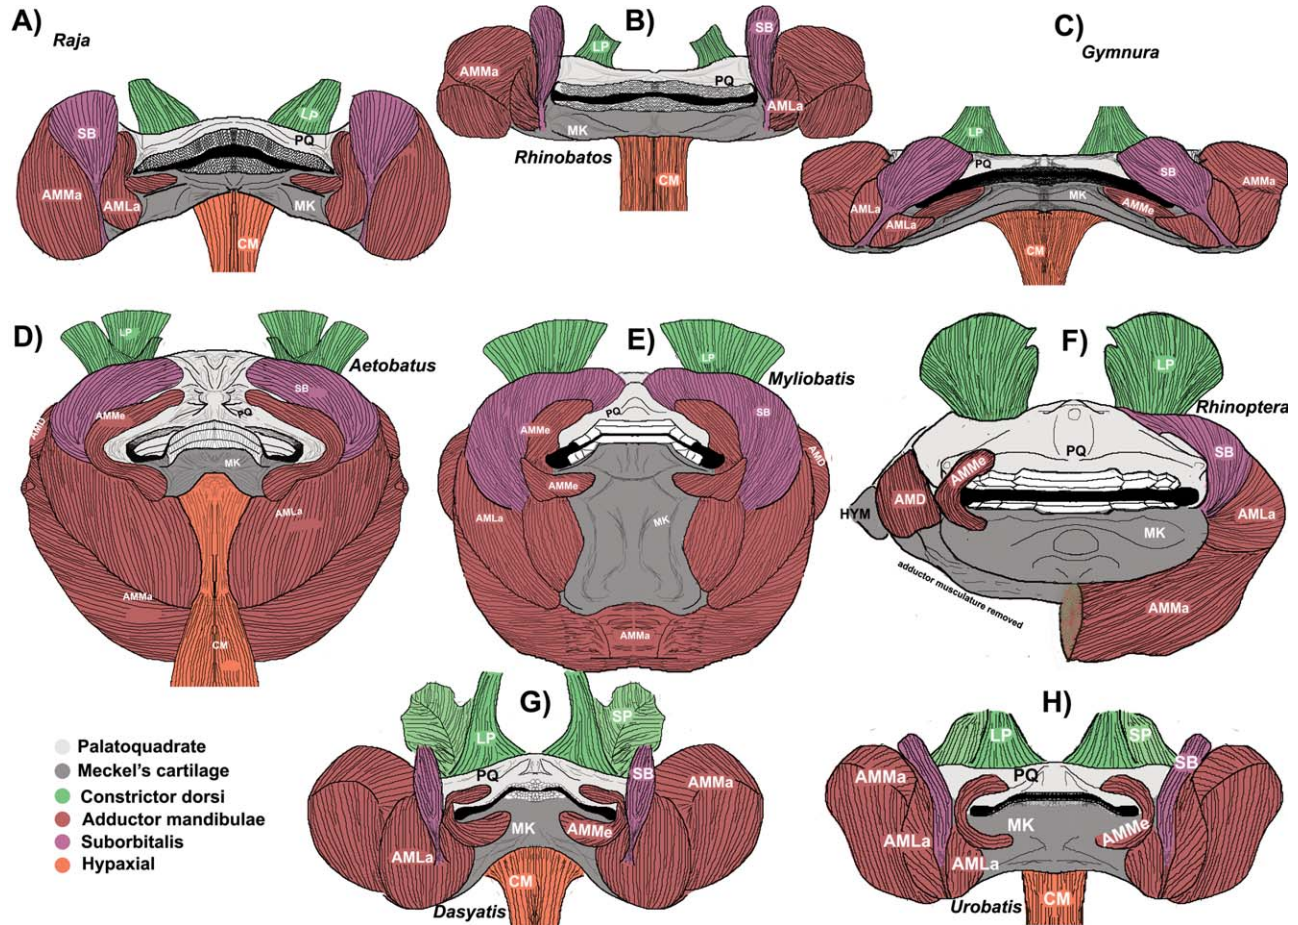 A)
Raja
SB
LP
PQ
AMMa
AMLa
MK
CM
B)
LP
SB
AMMa
PQ
AMLa
MK
Rhinobatos
CM
C)
Gymnura
LP
PQ
SB
AMMa
AMLa
MK
AMMe
AMLa
CM
D)
LP
Aetobatus
SB
AMMe
PQ
AMD
MK
AMLa
AMMa
CM
E)
LP
Myliobatis
PQ
SB
AMMe
AMD
AMMe
AMLa
MK
AMMa
F)
LP
Rhinoptera
PQ
SB
AMMe
AMD
HYM
AMLa
MK
adductor musculature removed
AMMa
Palatoquadrate
Meckel's cartilage
Constrictor dorsi
Adductor mandibulae
Suborbitalis
Hypaxial
G)
SP
LP
PQ
SB
AMMa
MK
AMMe
AMLa
CM
Dasyatis
H)
LP
SP
SB
PQ
AMMa
MK
AMMe
AMLa
AMLa
CM
Urobatis